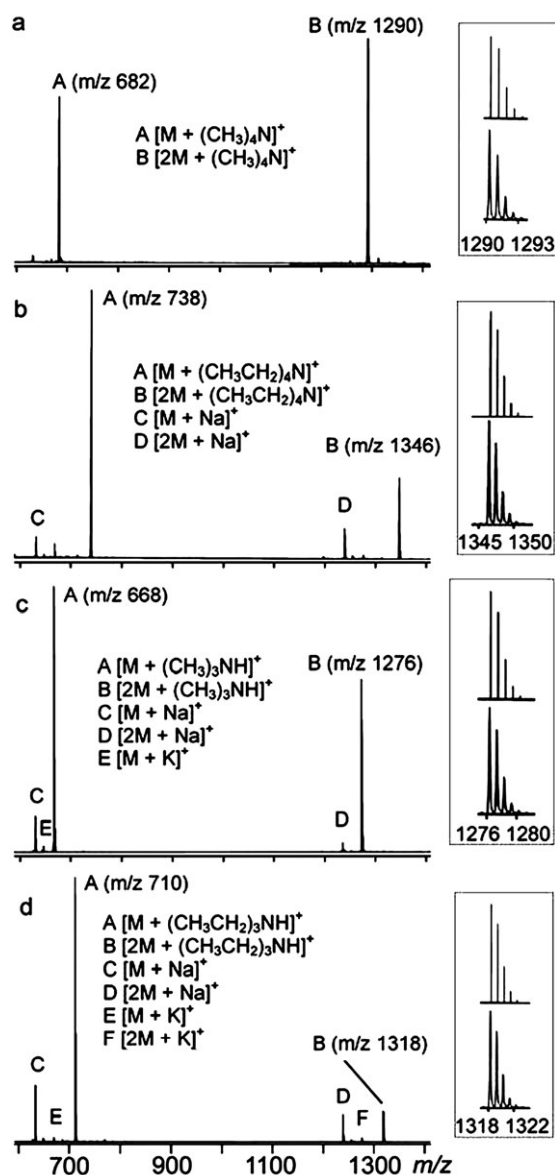 a
B (m/z 1290)
A (m/z 682)
A [M + (CH₃)₄N]⁺
B [2M + (CH₃)₄N]⁺
1290 1293
b
A (m/z 738)
A [M + (CH₃CH₂)₄N]⁺
B [2M + (CH₃CH₂)₄N]⁺
C [M + Na]⁺
D [2M + Na]⁺
B (m/z 1346)
C
D
1345 1350
c
A (m/z 668)
A [M + (CH₃)₃NH]⁺
B [2M + (CH₃)₃NH]⁺
C [M + Na]⁺
D [2M + Na]⁺
E [M + K]⁺
B (m/z 1276)
C
E
D
1276 1280
d
A (m/z 710)
A [M + (CH₃CH₂)₃NH]⁺
B [2M + (CH₃CH₂)₃NH]⁺
C [M + Na]⁺
D [2M + Na]⁺
E [M + K]⁺
F [2M + K]⁺
B (m/z 1318)
C
E
D
F
1318 1322
700 900 1100 1300 m/z